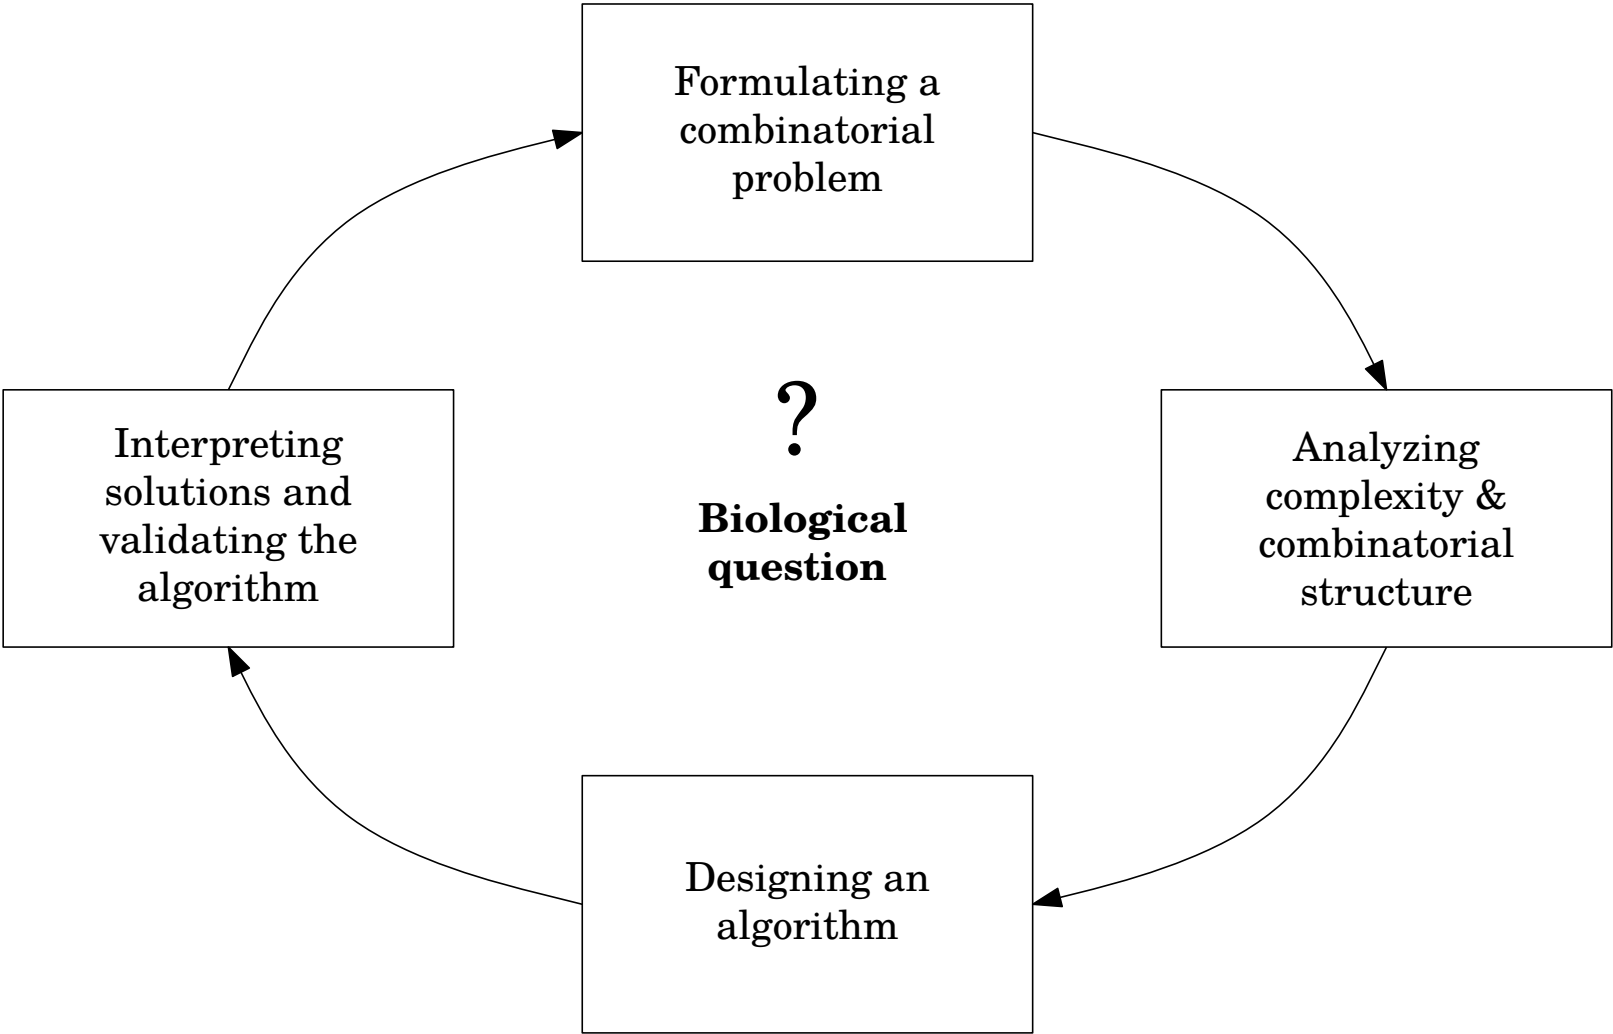 Formulating a
combinatorial
problem
Interpreting
solutions and
validating the
algorithm
?
Biological
question
Analyzing
complexity &
combinatorial
structure
Designing an
algorithm